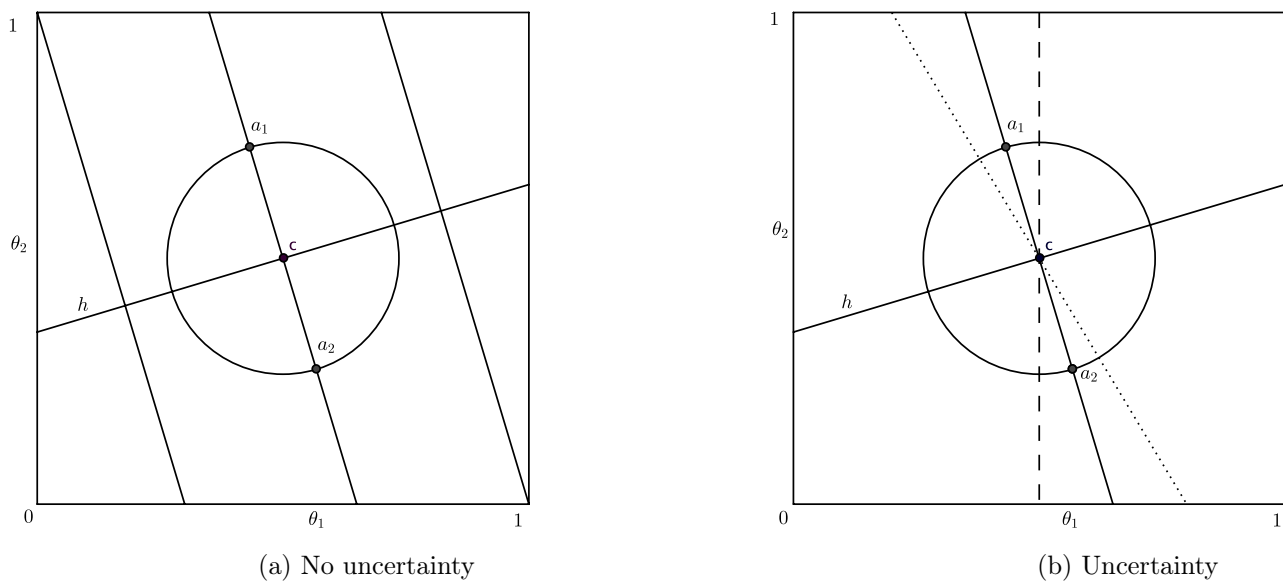 1
a₁
θ₂
c
h
a₂
0
θ₁
1
(a) No uncertainty
1
a₁
θ₂
c
h
a₂
0
θ₁
1
(b) Uncertainty